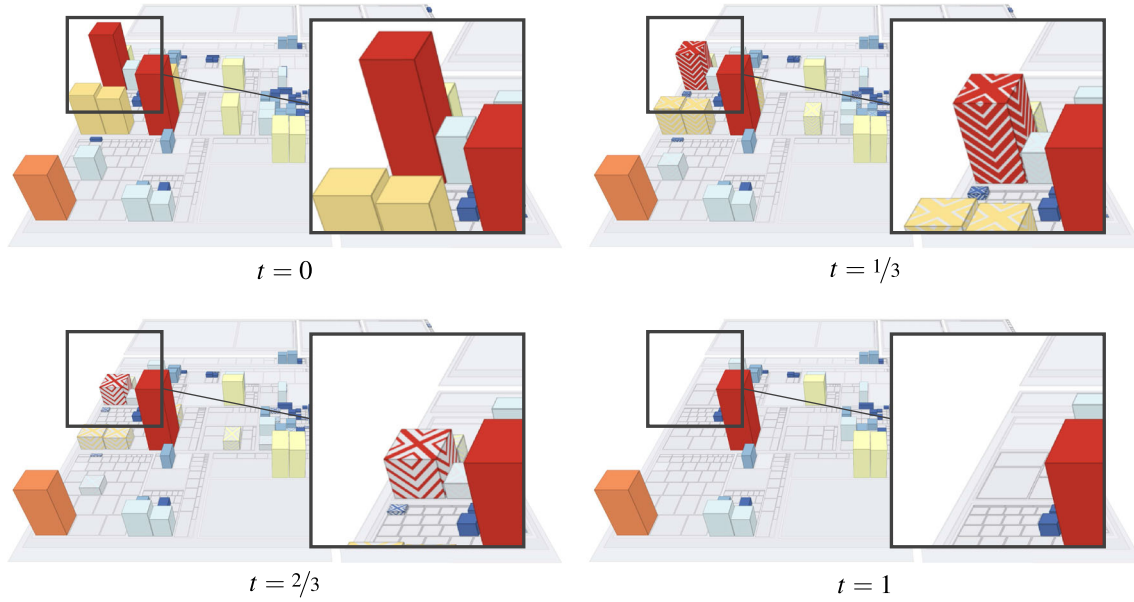 t = 0
t = 1/3
t = 2/3
t = 1